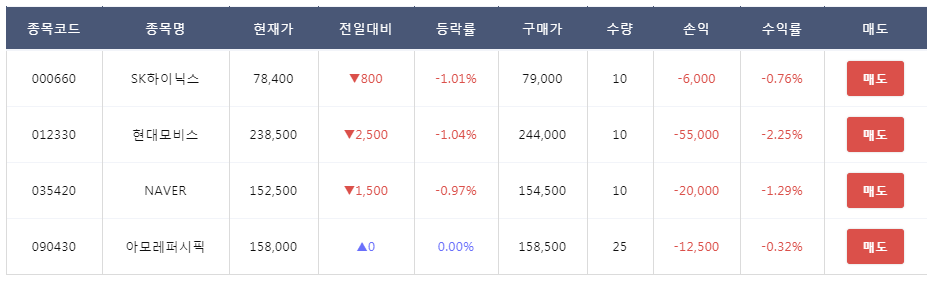 종목코드 종목명 현재가 전일대비 등락률 구매가 수량 손익 수익률 매도
000660 SK하이닉스 78,400 ▼800 -1.01% 79,000 10 -6,000 -0.76% 매도
012330 현대모비스 238,500 ▼2,500 -1.04% 244,000 10 -55,000 -2.25% 매도
035420 NAVER 152,500 ▼1,500 -0.97% 154,500 10 -20,000 -1.29% 매도
090430 아모레퍼시픽 158,000 ▲0 0.00% 158,500 25 -12,500 -0.32% 매도